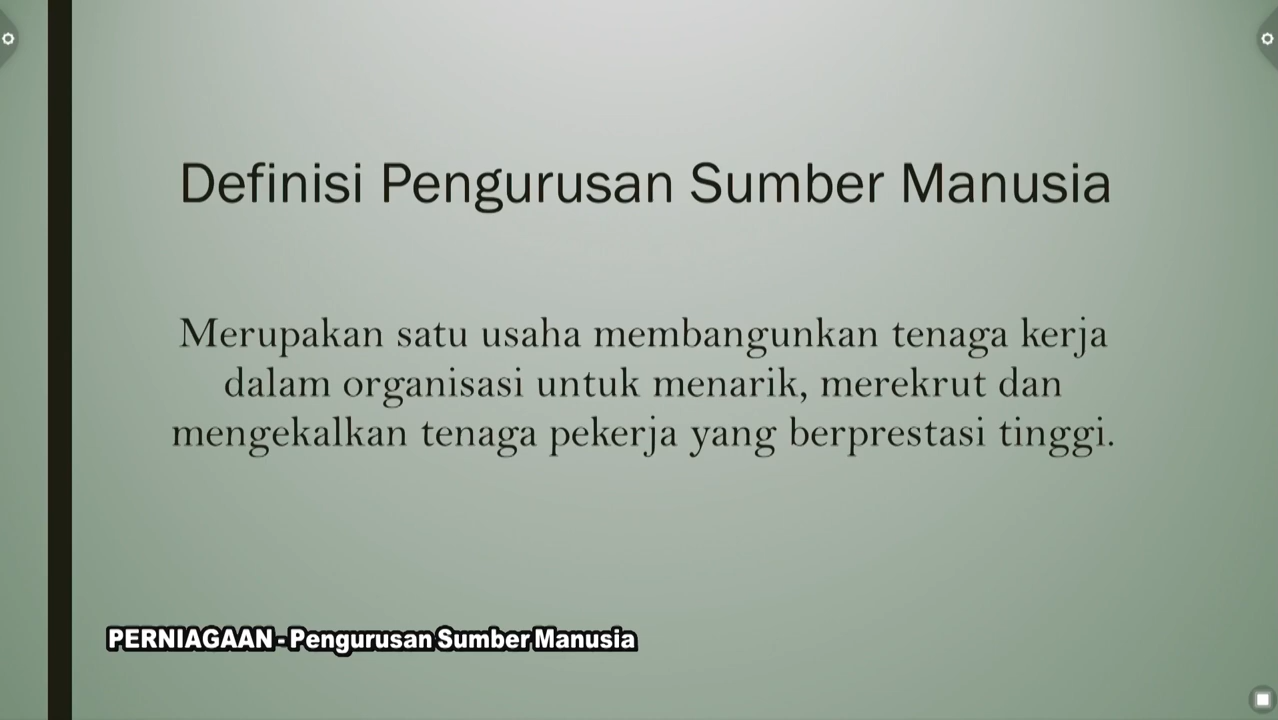 Definisi Pengurusan Sumber Manusia
Merupakan satu usaha membangunkan tenaga kerja
dalam organisasi untuk menarik, merekrut dan
mengekalkan tenaga pekerja yang berprestasi tinggi.
PERNIAGAAN - Pengurusan Sumber Manusia